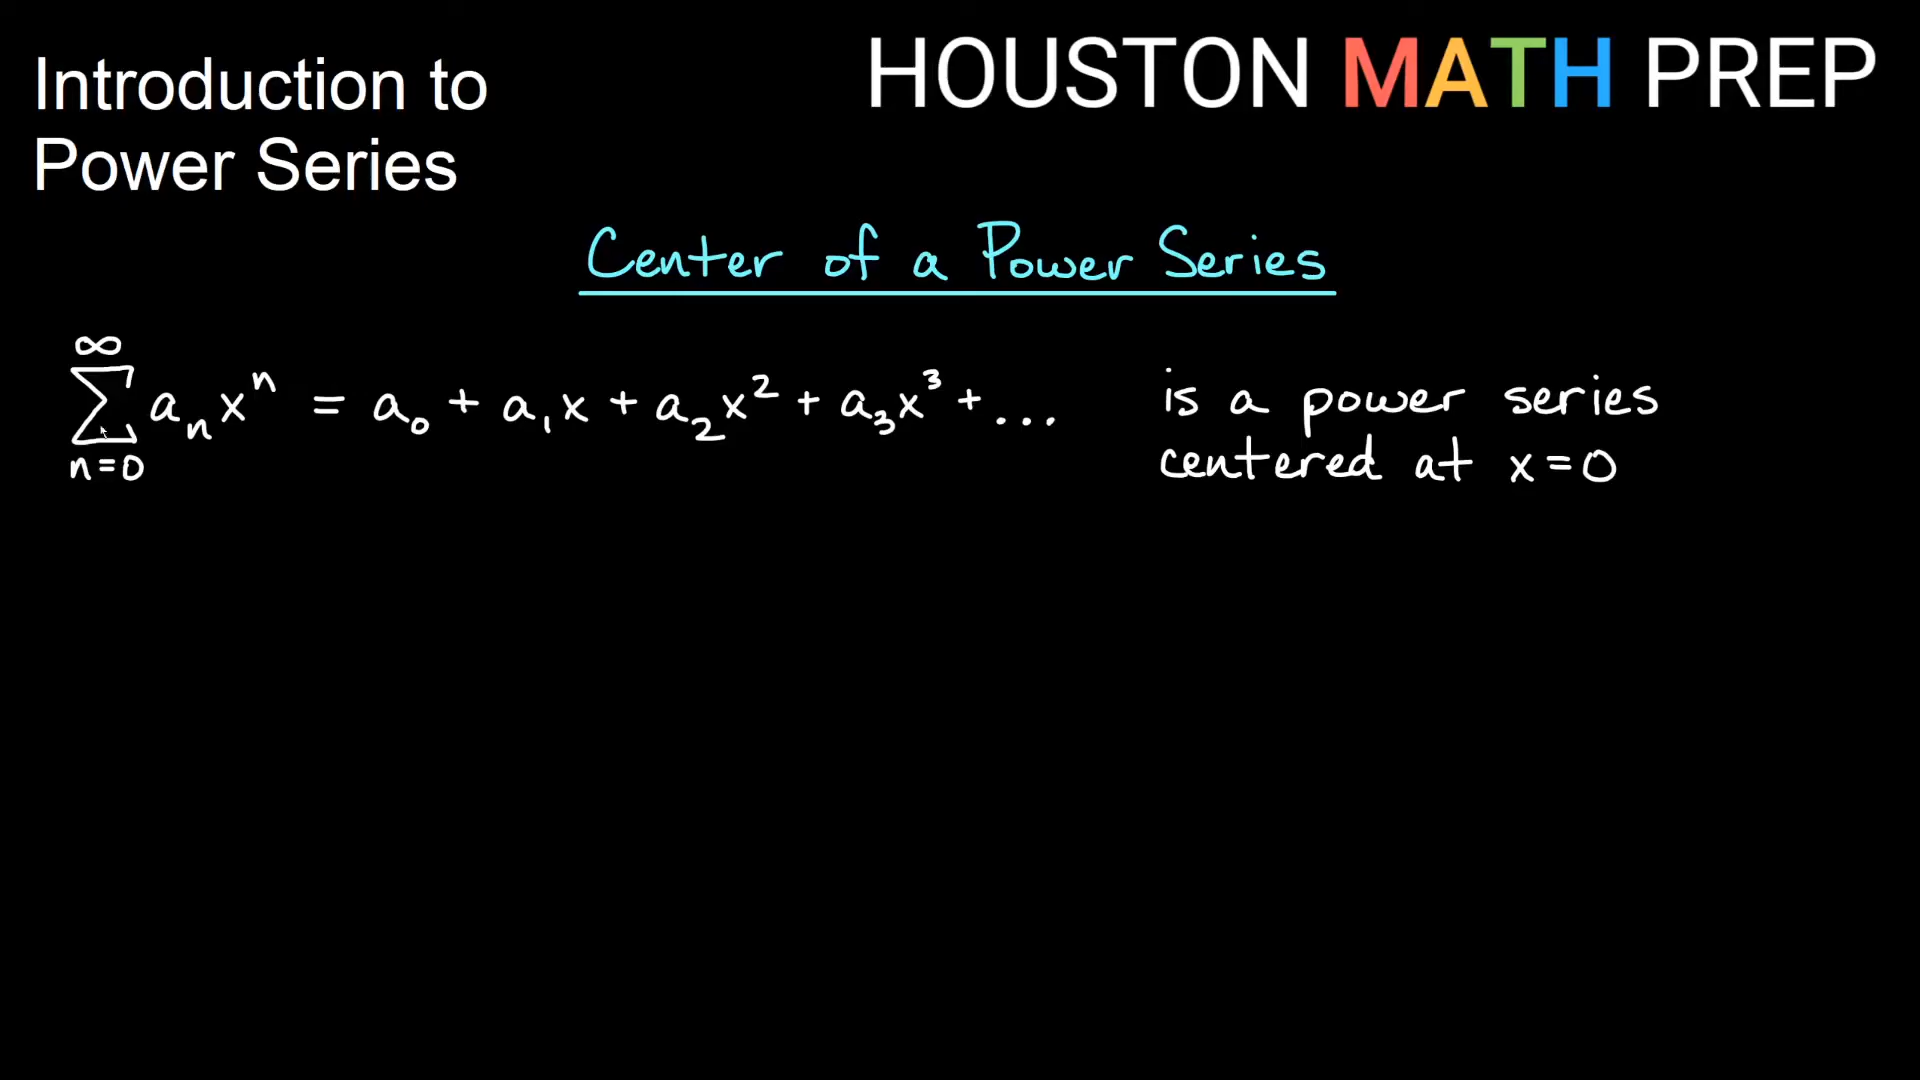 Introduction to
Power Series
HOUSTON MATH PREP
Center of a Power Series
∞
∑ aₙxⁿ = a₀ + a₁x + a₂x² + a₃x³ + ...
n=0
is a power series
centered at x=0